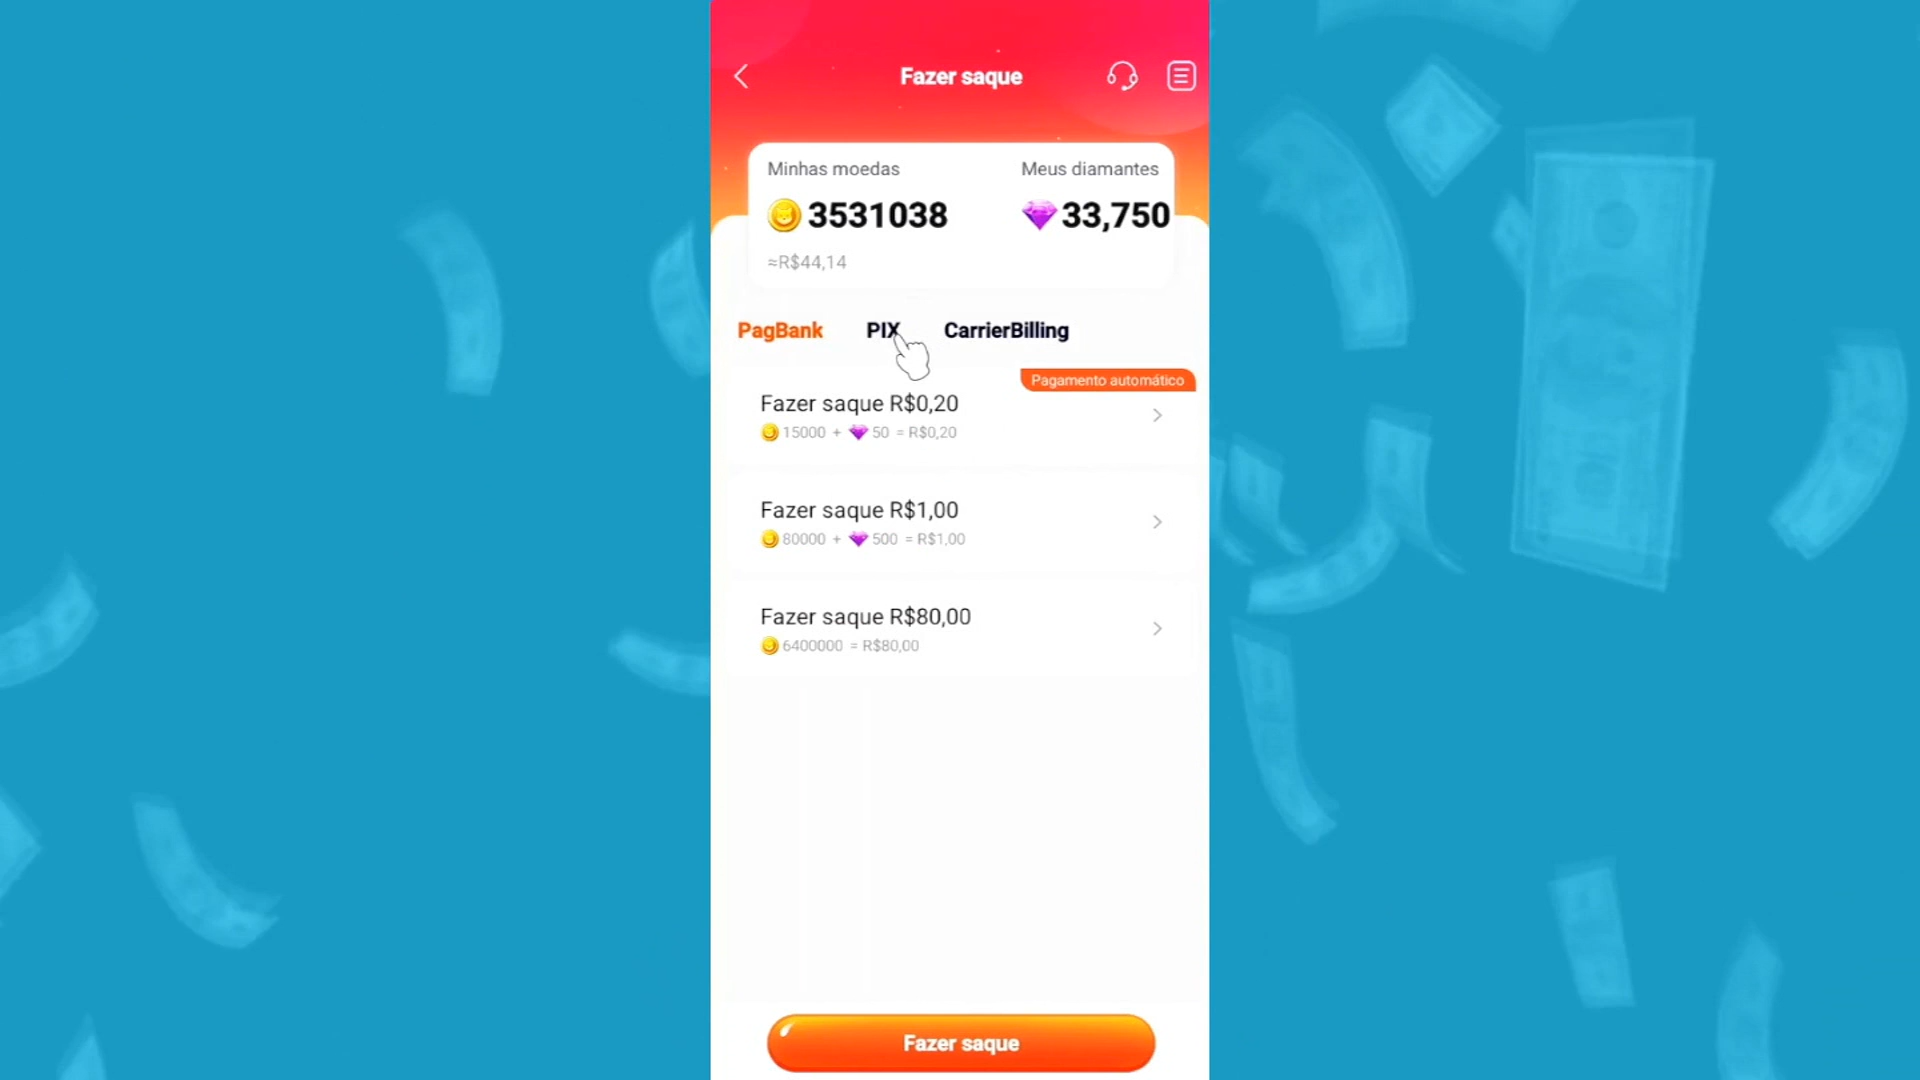 Fazer saque
Minhas moedas
Meus diamantes
3531038
33,750
≈R$44,14
PagBank
PIX
CarrierBilling
Pagamento automático
Fazer saque R$0,20
15000 + 50 = R$0,20
Fazer saque R$1,00
80000 + 500 = R$1,00
Fazer saque R$80,00
6400000 = R$80,00
Fazer saque